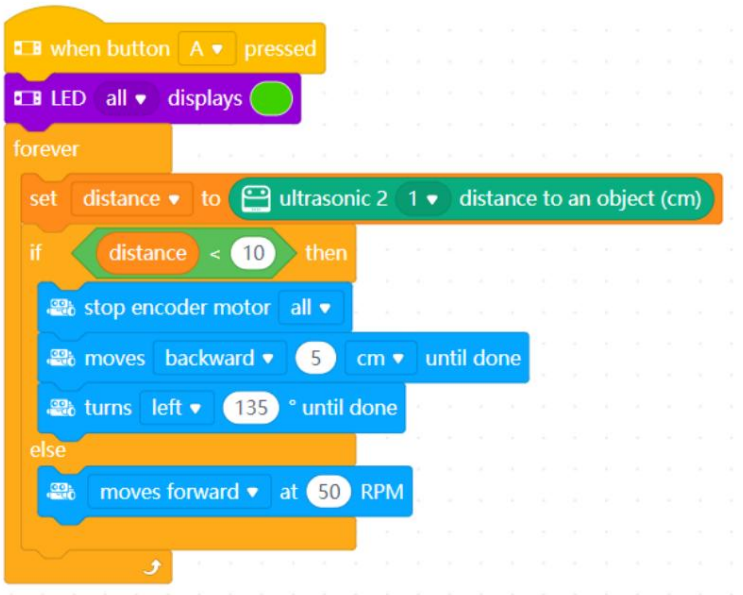 when button A pressed
LED all displays
forever
set distance to ultrasonic 2 1 distance to an object (cm)
if distance < 10 then
stop encoder motor all
moves backward 5 cm until done
turns left 135 ° until done
else
moves forward at 50 RPM